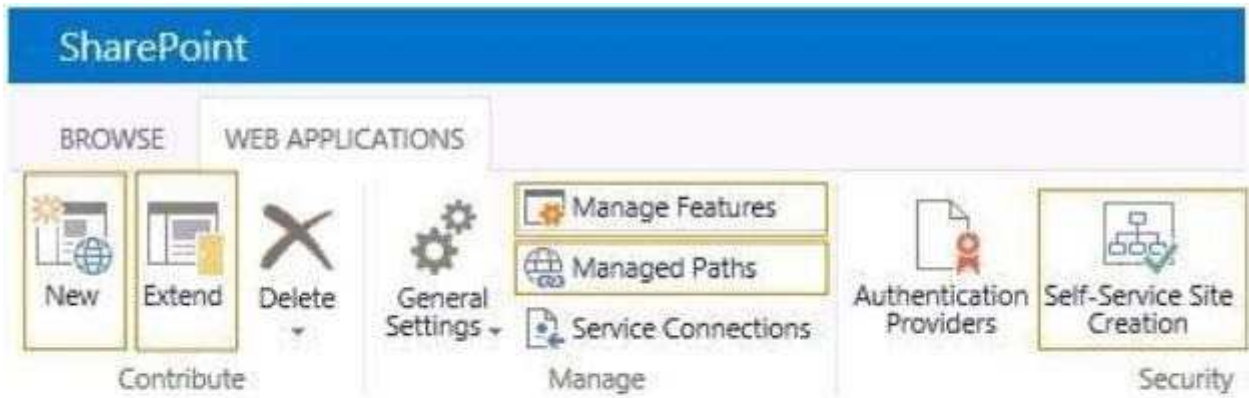 SharePoint
BROWSE WEB APPLICATIONS
New
Extend
Delete
General
Settings
Manage Features
Managed Paths
Service Connections
Authentication
Providers
Self-Service Site
Creation
Contribute
Manage
Security